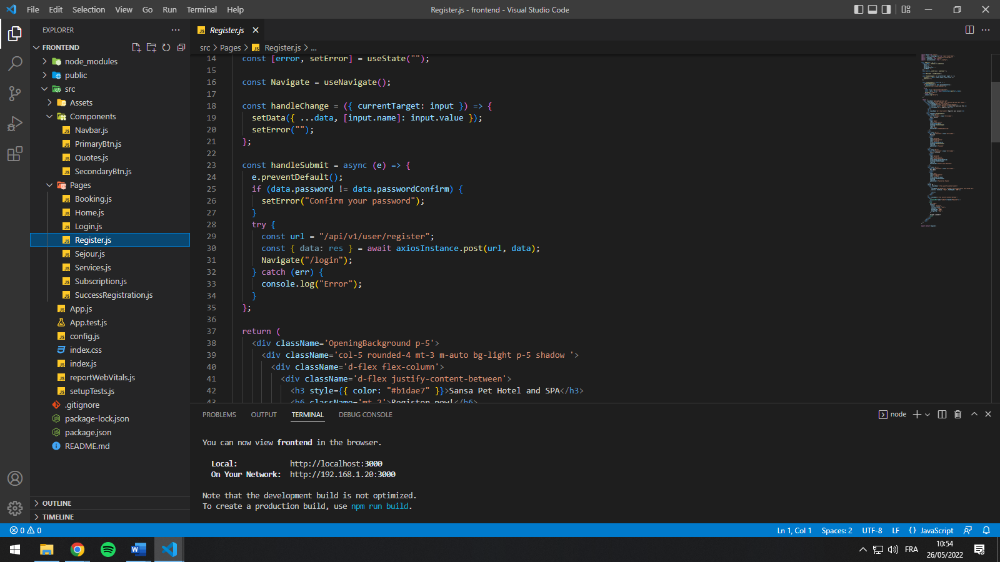 File Edit Selection View Go Run Terminal Help
Register.js - frontend - Visual Studio Code
EXPLORER
FRONTEND
node_modules
public
src
Assets
Components
Navbar.js
PrimaryBtn.js
Quotes.js
SecondaryBtn.js
Pages
Booking.js
Home.js
Login.js
Register.js
Sejour.js
Services.js
Subscription.js
SuccessRegistration.js
App.js
App.test.js
config.js
index.css
index.js
reportWebVitals.js
setupTests.js
.gitignore
package-lock.json
package.json
README.md
OUTLINE
TIMELINE
Register.js
src > Pages > Register.js > ...
14 const [error, setError] = useState("");
15
16 const Navigate = useNavigate();
17
18 const handleChange = ({ currentTarget: input }) => {
19 setData({ ...data, [input.name]: input.value });
20 setError("");
21 };
22
23 const handleSubmit = async (e) => {
24 e.preventDefault();
25 if (data.password != data.passwordConfirm) {
26 setError("Confirm your password");
27 }
28 try {
29 const url = "/api/v1/user/register";
30 const { data: res } = await axiosInstance.post(url, data);
31 Navigate("/login");
32 } catch (err) {
33 console.log("Error");
34 }
35 };
36
37 return (
38 <div className='OpeningBackground p-5'>
39 <div className='col-5 rounded-4 mt-3 m-auto bg-light p-5 shadow '>
40 <div className='d-flex flex-column'>
41 <div className='d-flex justify-content-between'>
42 <h3 style={{ color: "#b1dae7" }}>Sansa Pet Hotel and SPA</h3>
43 <h6 className='mt-2'>Register now!</h6>
PROBLEMS OUTPUT TERMINAL DEBUG CONSOLE
node
You can now view frontend in the browser.
Local: http://localhost:3000
On Your Network: http://192.168.1.20:3000
Note that the development build is not optimized.
To create a production build, use npm run build.
0 0
Ln 1, Col 1 Spaces: 2 UTF-8 LF {} JavaScript
FRA
10:54
26/05/2022